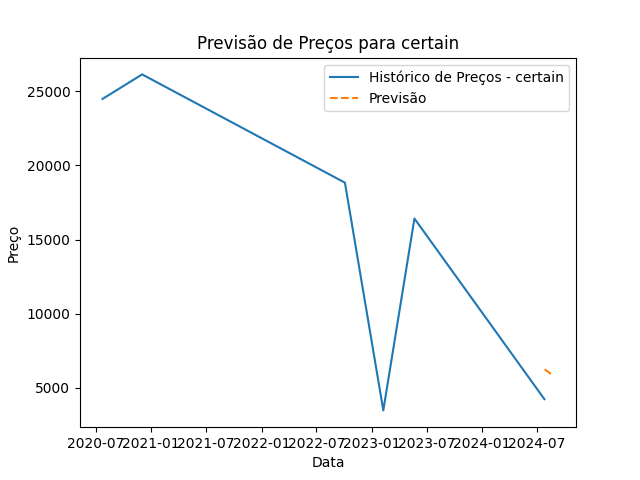 Previsão de Preços para certain
Histórico de Preços - certain
Previsão
Preço
25000
20000
15000
10000
5000
2020-07 2021-01 2021-07 2022-01 2022-07 2023-01 2023-07 2024-01 2024-07
Data